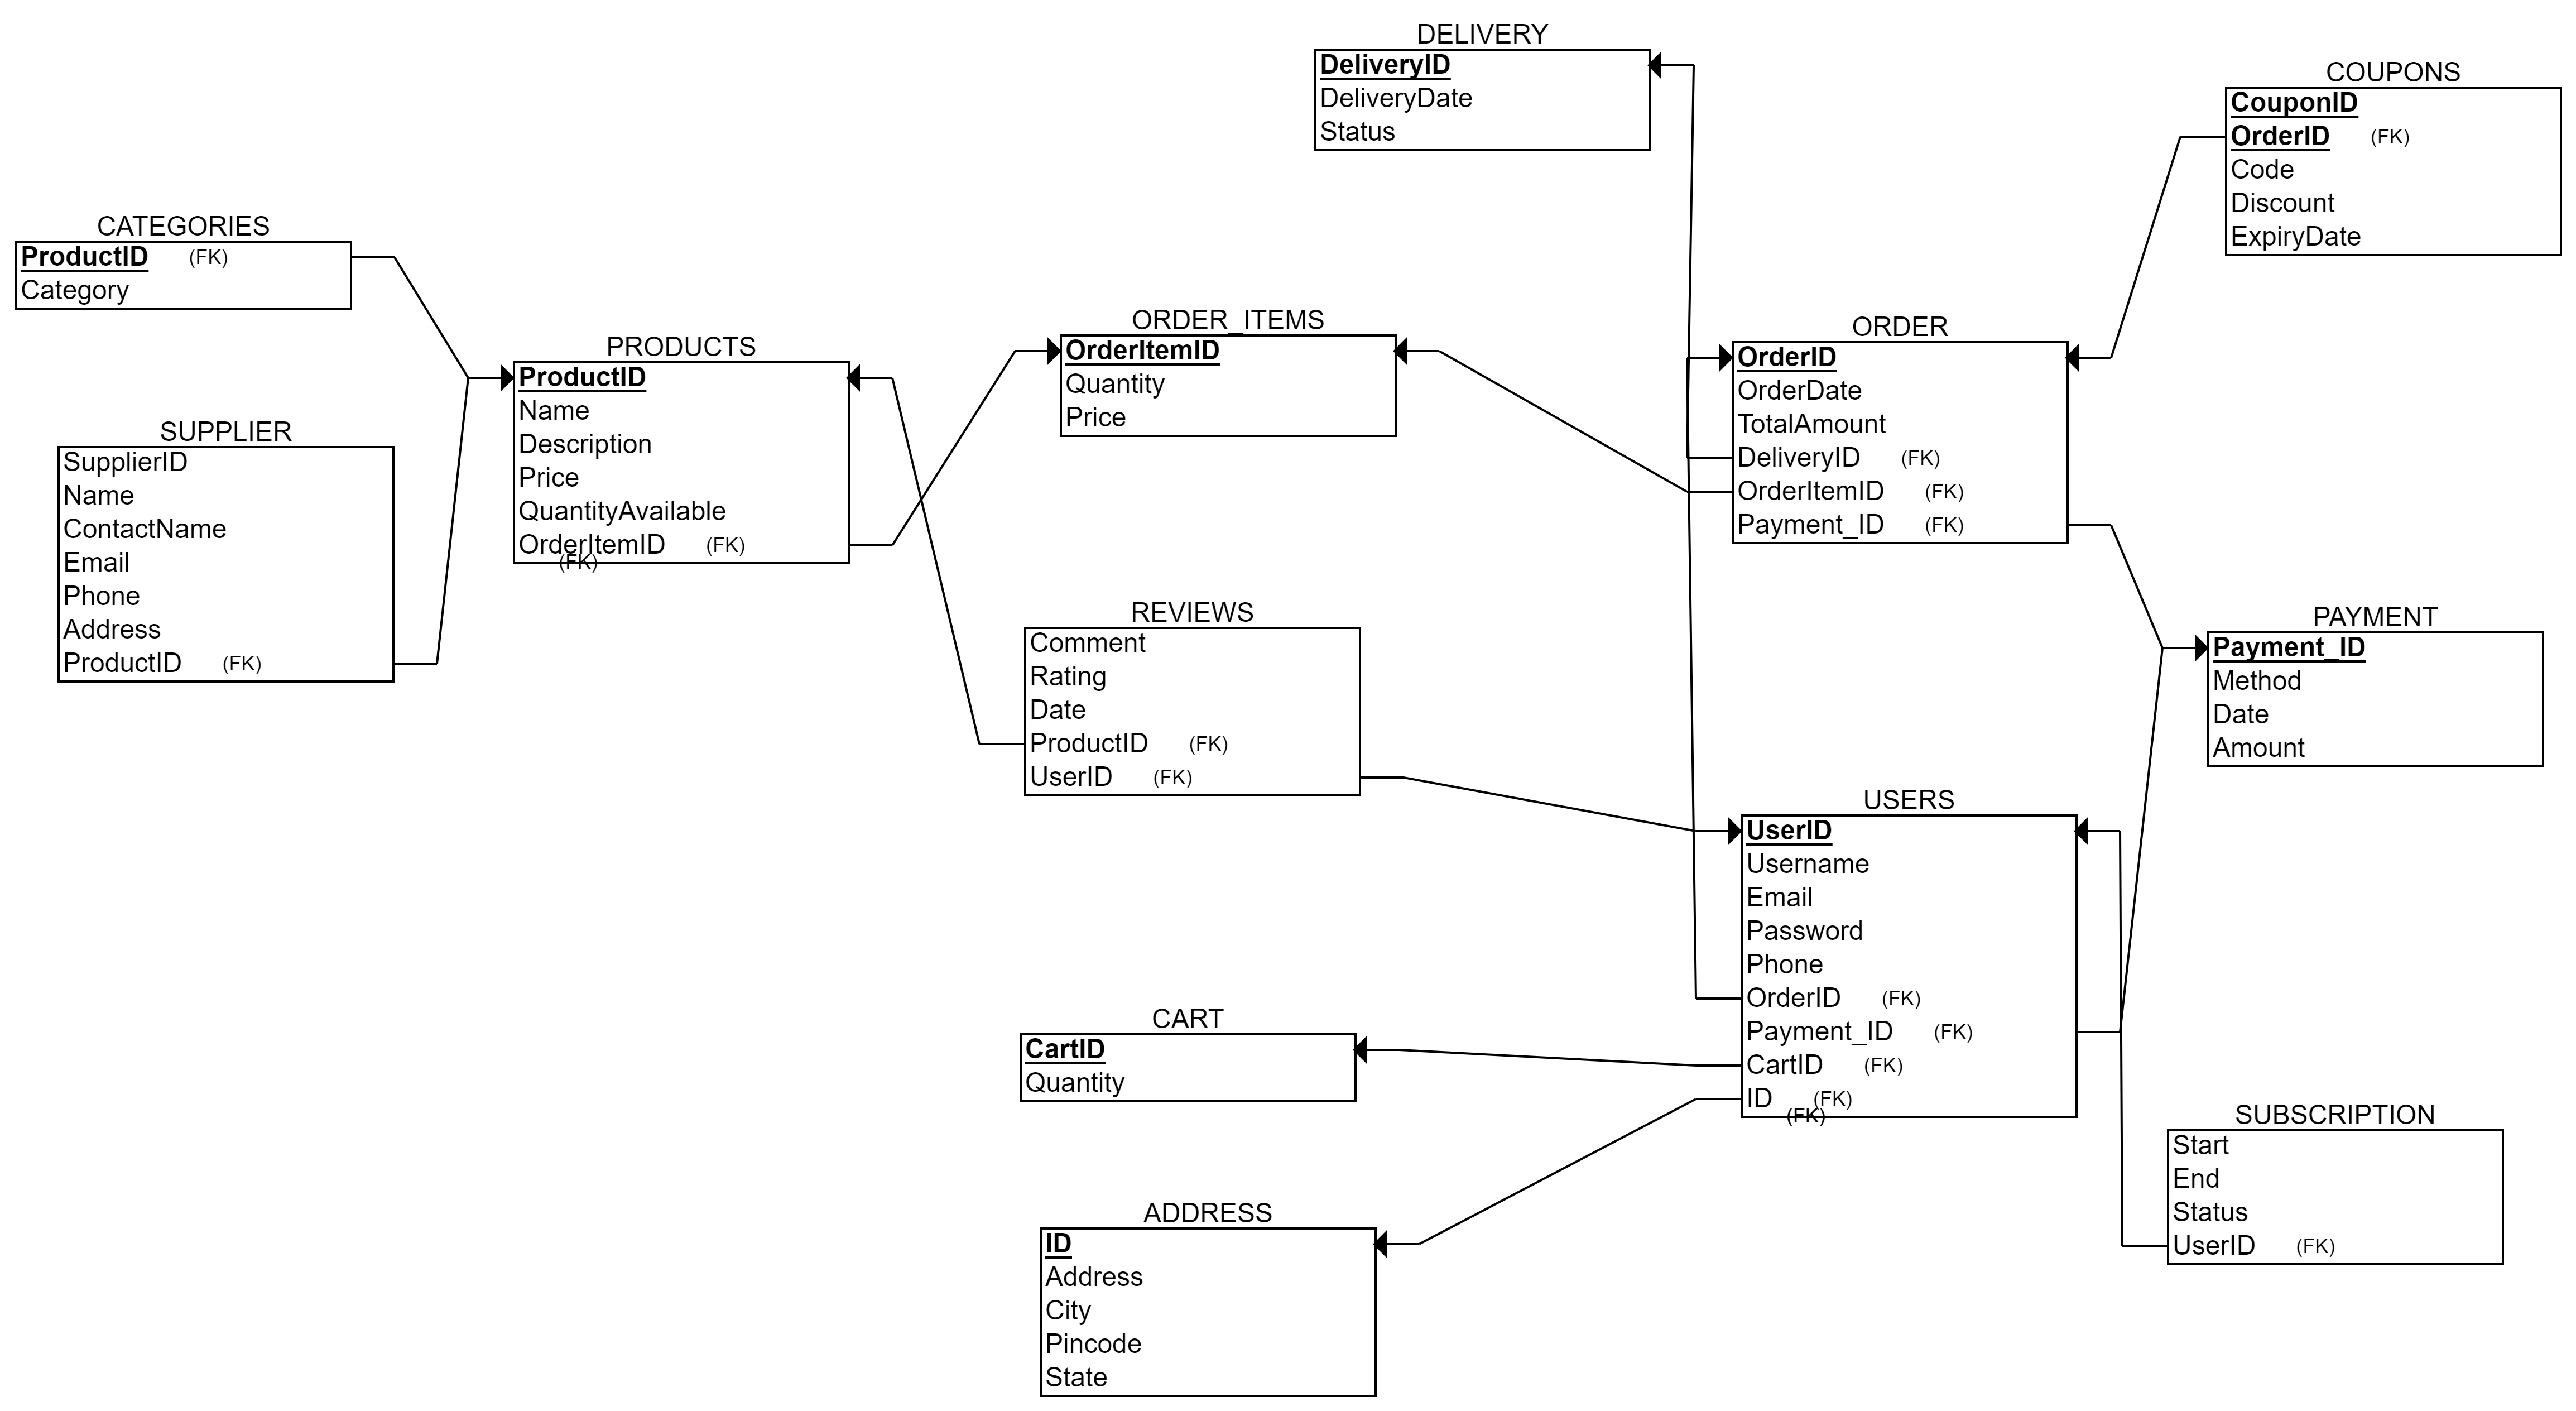 DELIVERY
DeliveryID
DeliveryDate
Status
COUPONS
CouponID
OrderID (FK)
Code
Discount
ExpiryDate
CATEGORIES
ProductID (FK)
Category
SUPPLIER
SupplierID
Name
ContactName
Email
Phone
Address
ProductID (FK)
PRODUCTS
ProductID
Name
Description
Price
QuantityAvailable
OrderItemID (FK)
(FK)
ORDER_ITEMS
OrderItemID
Quantity
Price
ORDER
OrderID
OrderDate
TotalAmount
DeliveryID (FK)
OrderItemID (FK)
Payment_ID (FK)
REVIEWS
Comment
Rating
Date
ProductID (FK)
UserID (FK)
PAYMENT
Payment_ID
Method
Date
Amount
USERS
UserID
Username
Email
Password
Phone
OrderID (FK)
Payment_ID (FK)
CartID (FK)
ID (FK)
(FK)
CART
CartID
Quantity
SUBSCRIPTION
Start
End
Status
UserID (FK)
ADDRESS
ID
Address
City
Pincode
State